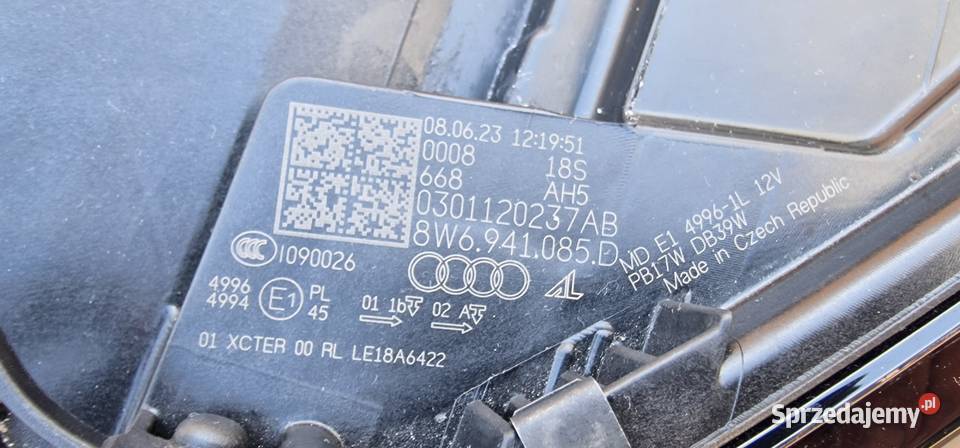 08.06.23 12:19:51
0008 18S
668 AH5
0301120237AB
8W6.941.085.D
CCC I090026
4996
4994 E1 PL
45
01 1b 02 A
01 XCTER 00 RL LE18A6422
MD E1 4996-1L 12V
PB17W DB39W
Made in Czech Republic
AL
Sprzedajemy.pl